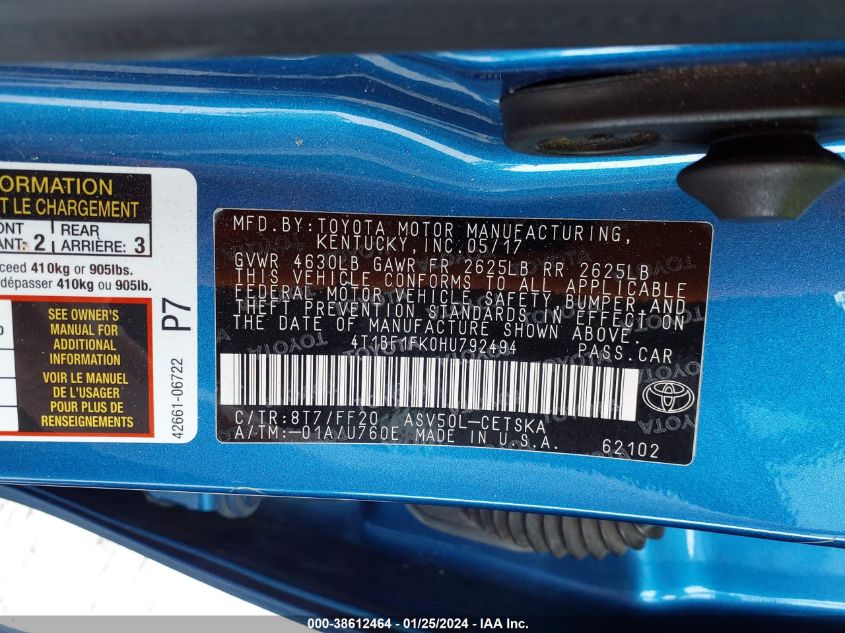 FORMATION
T LE CHARGEMENT
ONT
ANT: 2
REAR
ARRIÈRE: 3
ceed 410kg or 905lbs.
dépasser 410kg ou 905lb.
SEE OWNER'S
MANUAL FOR
ADDITIONAL
INFORMATION
VOIR LE MANUEL
DE L'USAGER
POUR PLUS DE
RENSEIGNEMENTS
P7
42661-06722
MFD.BY:TOYOTA MOTOR MANUFACTURING,
KENTUCKY,INC.05/17
GVWR 4630LB GAWR-FR 2625LB RR 2625LB
THIS VEHICLE CONFORMS TO ALL APPLICABLE
FEDERAL MOTOR VEHICLE SAFETY, BUMPER,AND
THEFT PREVENTION STANDARDS IN EFFECT ON
THE DATE OF MANUFACTURE SHOWN ABOVE.
4T1BF1FK0HU792494 PASS.CAR
C/TR:8T7/FF20 ASV50L-CETSKA
A/TM:-01A/U760E MADE IN U.S.A. 62102
000-38612464 - 01/25/2024 - IAA Inc.